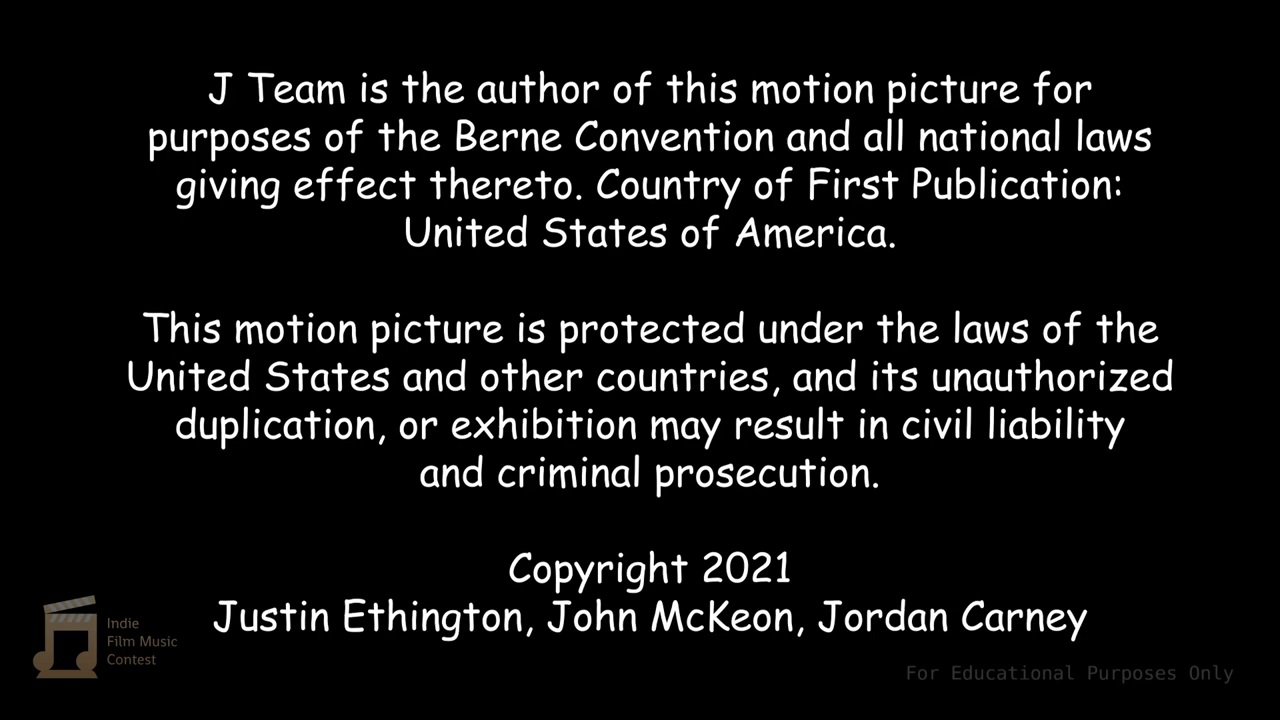 J Team is the author of this motion picture for
purposes of the Berne Convention and all national laws
giving effect thereto. Country of First Publication:
United States of America.
This motion picture is protected under the laws of the
United States and other countries, and its unauthorized
duplication, or exhibition may result in civil liability
and criminal prosecution.
Copyright 2021
Justin Ethington, John McKeon, Jordan Carney
Indie
Film Music
Contest
For Educational Purposes Only